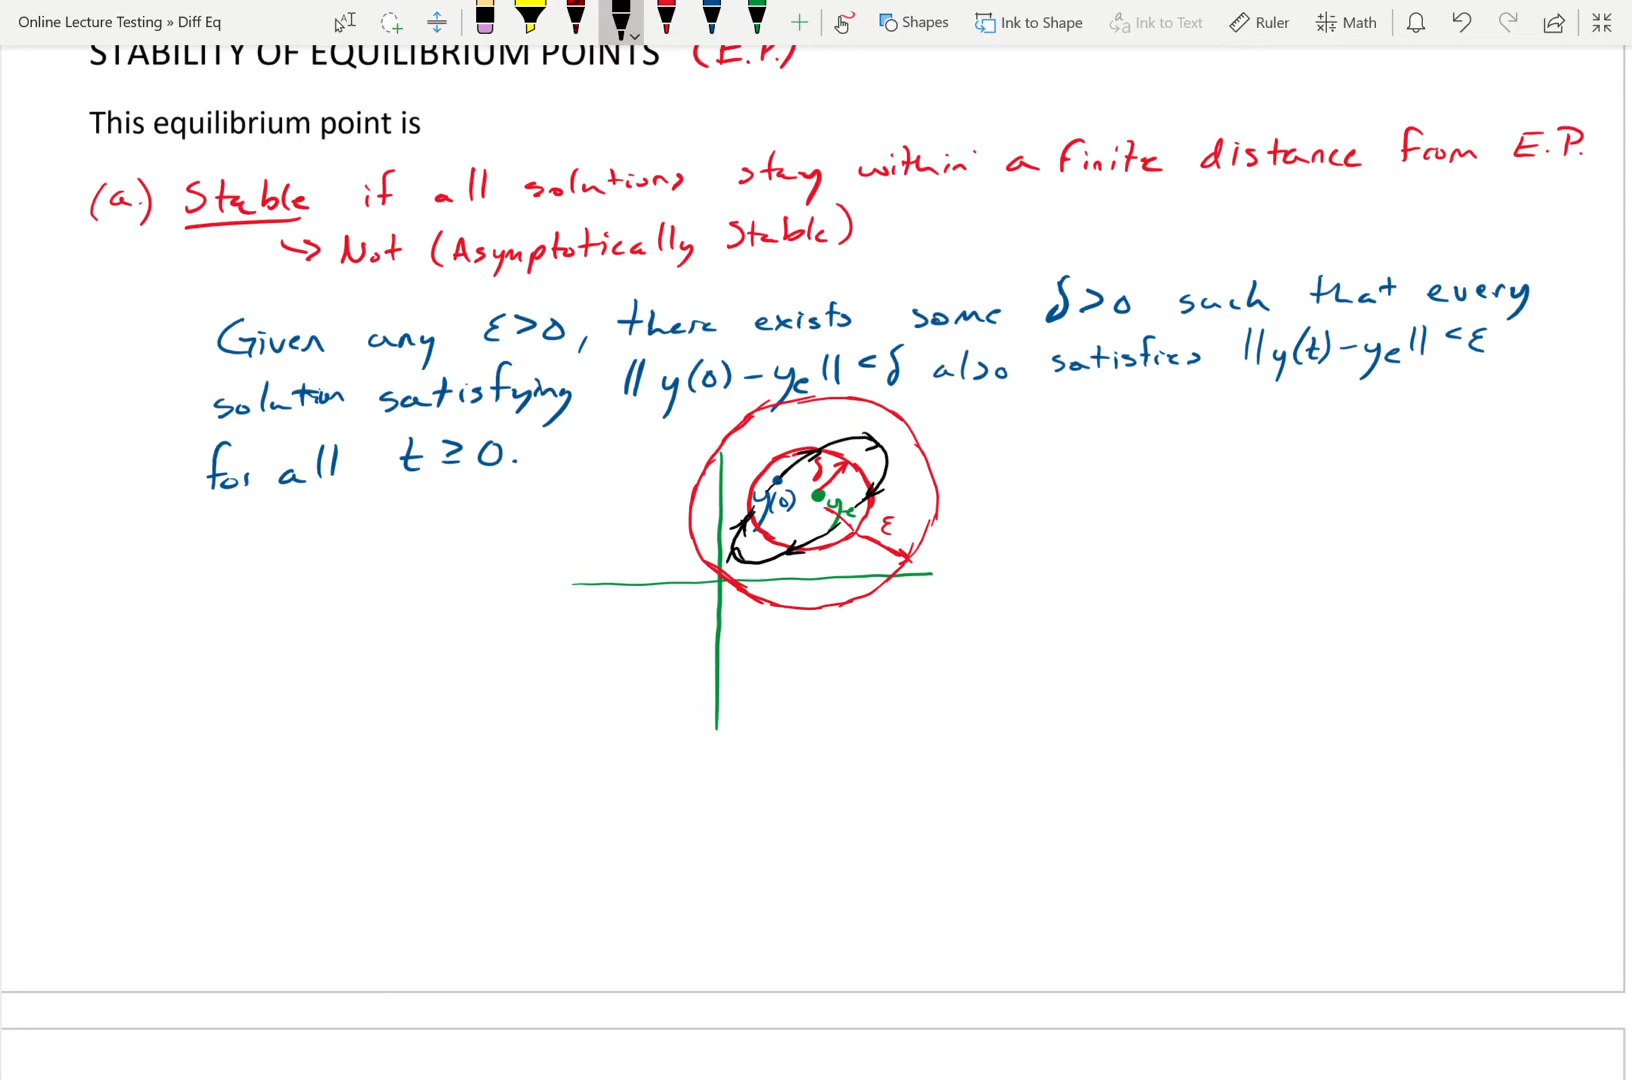 Online Lecture Testing » Diff Eq
Shapes
Ink to Shape
Ink to Text
Ruler
Math
STABILITY OF EQUILIBRIUM POINTS (E.P.)
This equilibrium point is
(a.) Stable if all solutions stay within a finite distance from E.P.
↳ Not (Asymptotically Stable)
Given any ε>0, there exists some δ>0 such that every
solution satisfying ||y(0)-yₑ||<δ also satisfies ||y(t)-yₑ||<ε
for all t≥0.
δ
y(0)
yₑ
ε